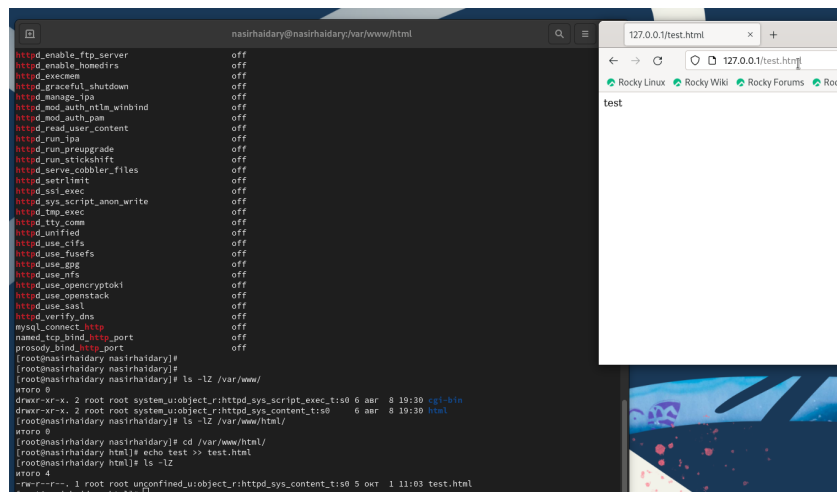 nasirhaidary@nasirhaidary:/var/www/html
httpd_enable_ftp_server off
httpd_enable_homedirs off
httpd_execmem off
httpd_graceful_shutdown off
httpd_manage_ipa off
httpd_mod_auth_ntlm_winbind off
httpd_mod_auth_pam off
httpd_read_user_content off
httpd_run_ipa off
httpd_run_preupgrade off
httpd_run_stickshift off
httpd_serve_cobbler_files off
httpd_setrlimit off
httpd_ssi_exec off
httpd_sys_script_anon_write off
httpd_tmp_exec off
httpd_tty_comm off
httpd_unified off
httpd_use_cifs off
httpd_use_fusefs off
httpd_use_gpg off
httpd_use_nfs off
httpd_use_opencryptoki off
httpd_use_openstack off
httpd_use_sasl off
httpd_verify_dns off
mysql_connect_http off
named_tcp_bind_http_port off
prosody_bind_http_port off
[root@nasirhaidary nasirhaidary]#
[root@nasirhaidary nasirhaidary]#
[root@nasirhaidary nasirhaidary]# ls -lZ /var/www/
итого 0
drwxr-xr-x. 2 root root system_u:object_r:httpd_sys_script_exec_t:s0 6 авг 8 19:30 cgi-bin
drwxr-xr-x. 2 root root system_u:object_r:httpd_sys_content_t:s0 6 авг 8 19:30 html
[root@nasirhaidary nasirhaidary]# ls -lZ /var/www/html/
итого 0
[root@nasirhaidary nasirhaidary]# cd /var/www/html/
[root@nasirhaidary html]# echo test >> test.html
[root@nasirhaidary html]# ls -lZ
итого 4
-rw-r--r--. 1 root root unconfined_u:object_r:httpd_sys_content_t:s0 5 окт 1 11:03 test.html
127.0.0.1/test.html
127.0.0.1/test.html
Rocky Linux Rocky Wiki Rocky Forums
test